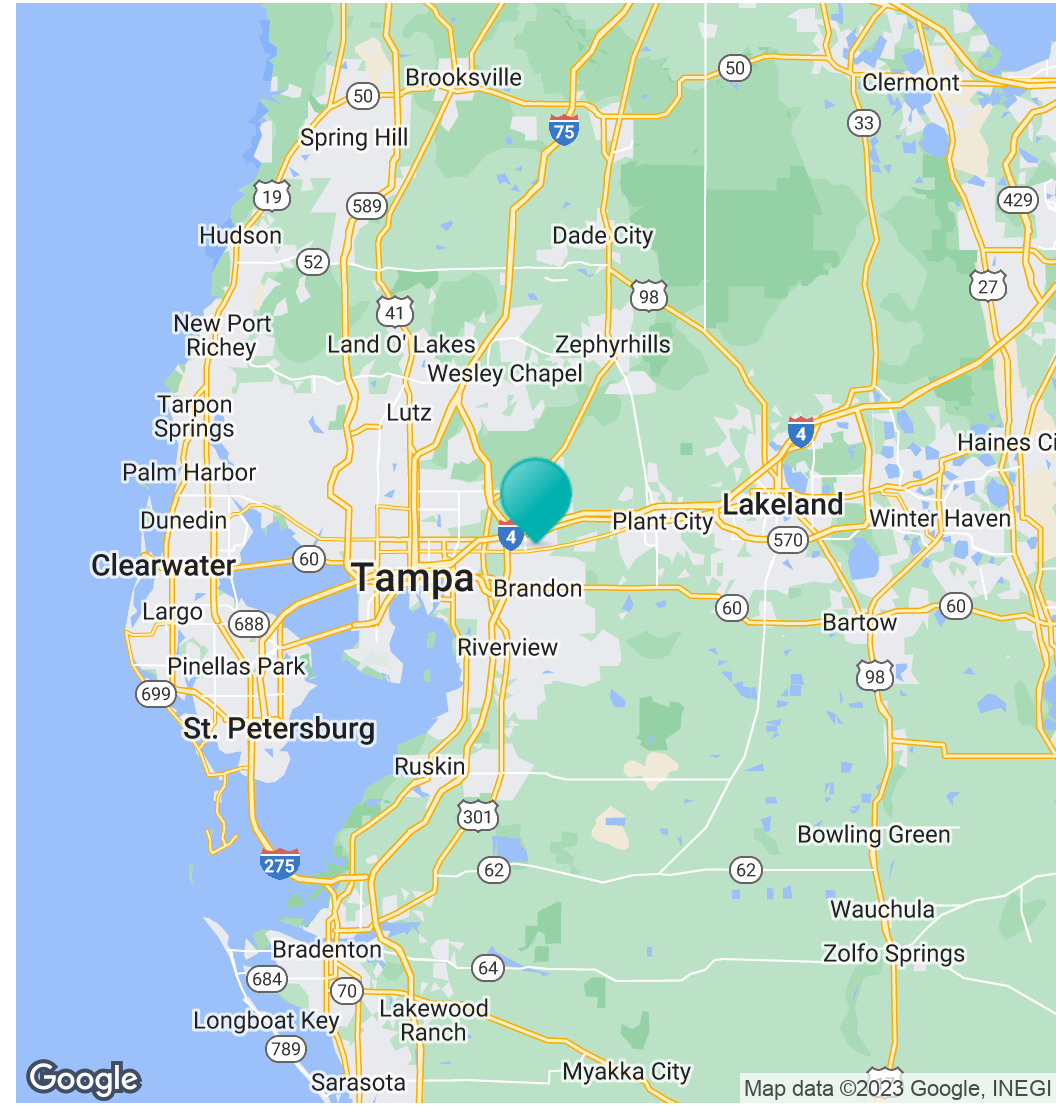 Brooksville
50
Clermont
50
Spring Hill
33
75
19
589
429
Hudson
Dade City
52
27
98
41
New Port
Richey
Land O' Lakes
Zephyrhills
Wesley Chapel
Tarpon
Springs
Lutz
4
Haines Ci
Palm Harbor
Lakeland
Dunedin
Plant City
Winter Haven
4
570
60
Clearwater
Tampa
Brandon
Largo
60
60
688
Bartow
Riverview
Pinellas Park
98
699
St. Petersburg
Ruskin
301
Bowling Green
275
62
62
Wauchula
Bradenton
Zolfo Springs
64
684
70
Lakewood
Ranch
Longboat Key
789
Myakka City
Sarasota
Google
Map data ©2023 Google, INEGI